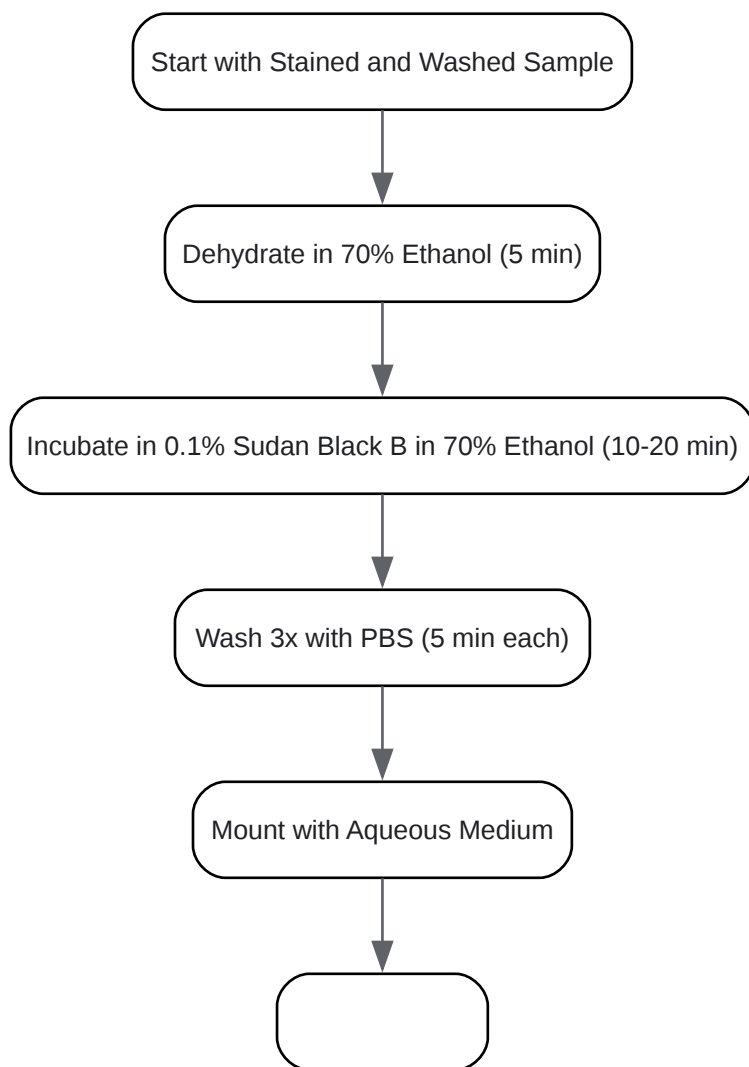 Start with Stained and Washed Sample
Dehydrate in 70% Ethanol (5 min)
Incubate in 0.1% Sudan Black B in 70% Ethanol (10-20 min)
Wash 3x with PBS (5 min each)
Mount with Aqueous Medium